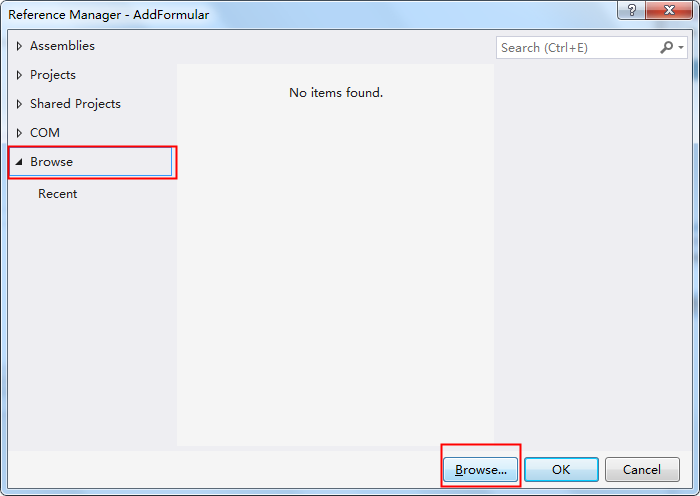 Reference Manager - AddFormular
?
Assemblies
Search (Ctrl+E)
Projects
No items found.
Shared Projects
COM
Browse
Recent
Browse...
OK
Cancel